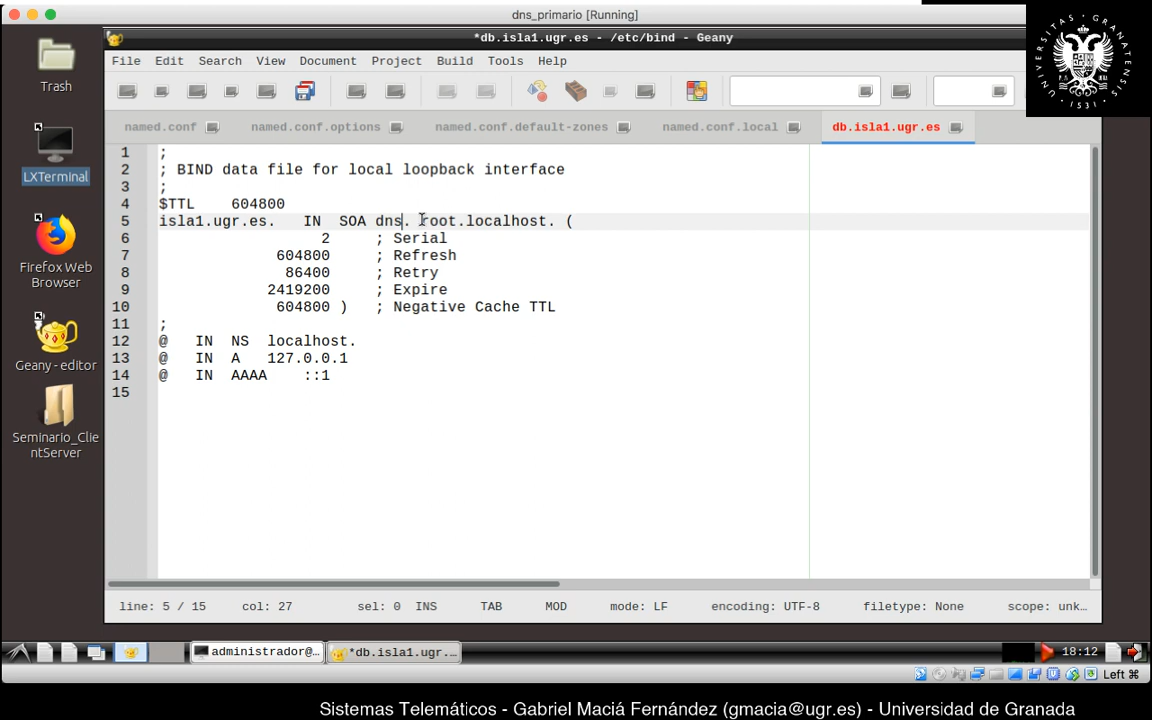 dns_primario [Running]
*db.isla1.ugr.es - /etc/bind - Geany
UNIVERSITAS GRANATENSIS
1531
Trash
LXTerminal
Firefox Web
Browser
Geany - editor
Seminario_Clie
ntServer
File Edit Search View Document Project Build Tools Help
named.conf named.conf.options named.conf.default-zones named.conf.local db.isla1.ugr.es
1 ;
2 ; BIND data file for local loopback interface
3 ;
4 $TTL 604800
5 isla1.ugr.es. IN SOA dns. root.localhost. (
6 2 ; Serial
7 604800 ; Refresh
8 86400 ; Retry
9 2419200 ; Expire
10 604800 ) ; Negative Cache TTL
11 ;
12 @ IN NS localhost.
13 @ IN A 127.0.0.1
14 @ IN AAAA ::1
15
line: 5 / 15 col: 27 sel: 0 INS TAB MOD mode: LF encoding: UTF-8 filetype: None scope: unk…
administrador@... *db.isla1.ugr.... 18:12
Left ⌘
Sistemas Telemáticos - Gabriel Maciá Fernández (gmacia@ugr.es) - Universidad de Granada